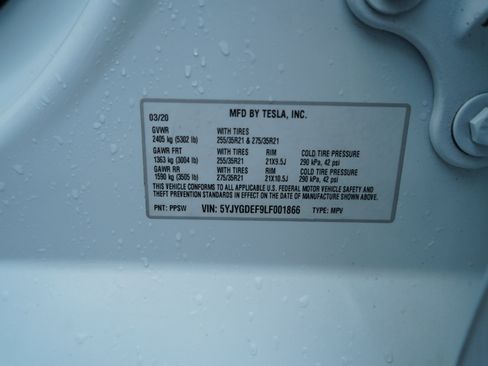 03/20 MFD BY TESLA, INC.
GVWR WITH TIRES
2405 kg (5302 lb) 255/35R21 & 275/35R21
GAWR FRT WITH TIRES RIM COLD TIRE PRESSURE
1363 kg (3004 lb) 255/35R21 21X9.5J 290 kPa, 42 psi
GAWR RR WITH TIRES RIM COLD TIRE PRESSURE
1590 kg (3505 lb) 275/35R21 21X10.5J 290 kPa, 42 psi
THIS VEHICLE CONFORMS TO ALL APPLICABLE U.S. FEDERAL MOTOR VEHICLE SAFETY AND
THEFT PREVENTION STANDARDS IN EFFECT ON THE DATE OF MANUFACTURE SHOWN ABOVE.
PNT: PPSW VIN: 5YJYGDEF9LF001866 TYPE: MPV